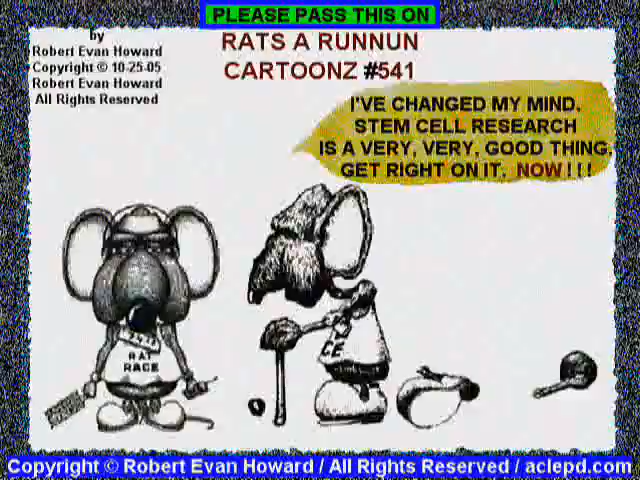 PLEASE PASS THIS ON
by
Robert Evan Howard
Copyright © 10-25-05
Robert Evan Howard
All Rights Reserved
RATS A RUNNUN
CARTOONZ #541
I'VE CHANGED MY MIND.
STEM CELL RESEARCH
IS A VERY, VERY, GOOD THING.
GET RIGHT ON IT, NOW ! ! !
RAT
RACE
CE
Copyright © Robert Evan Howard / All Rights Reserved / aclepd.com